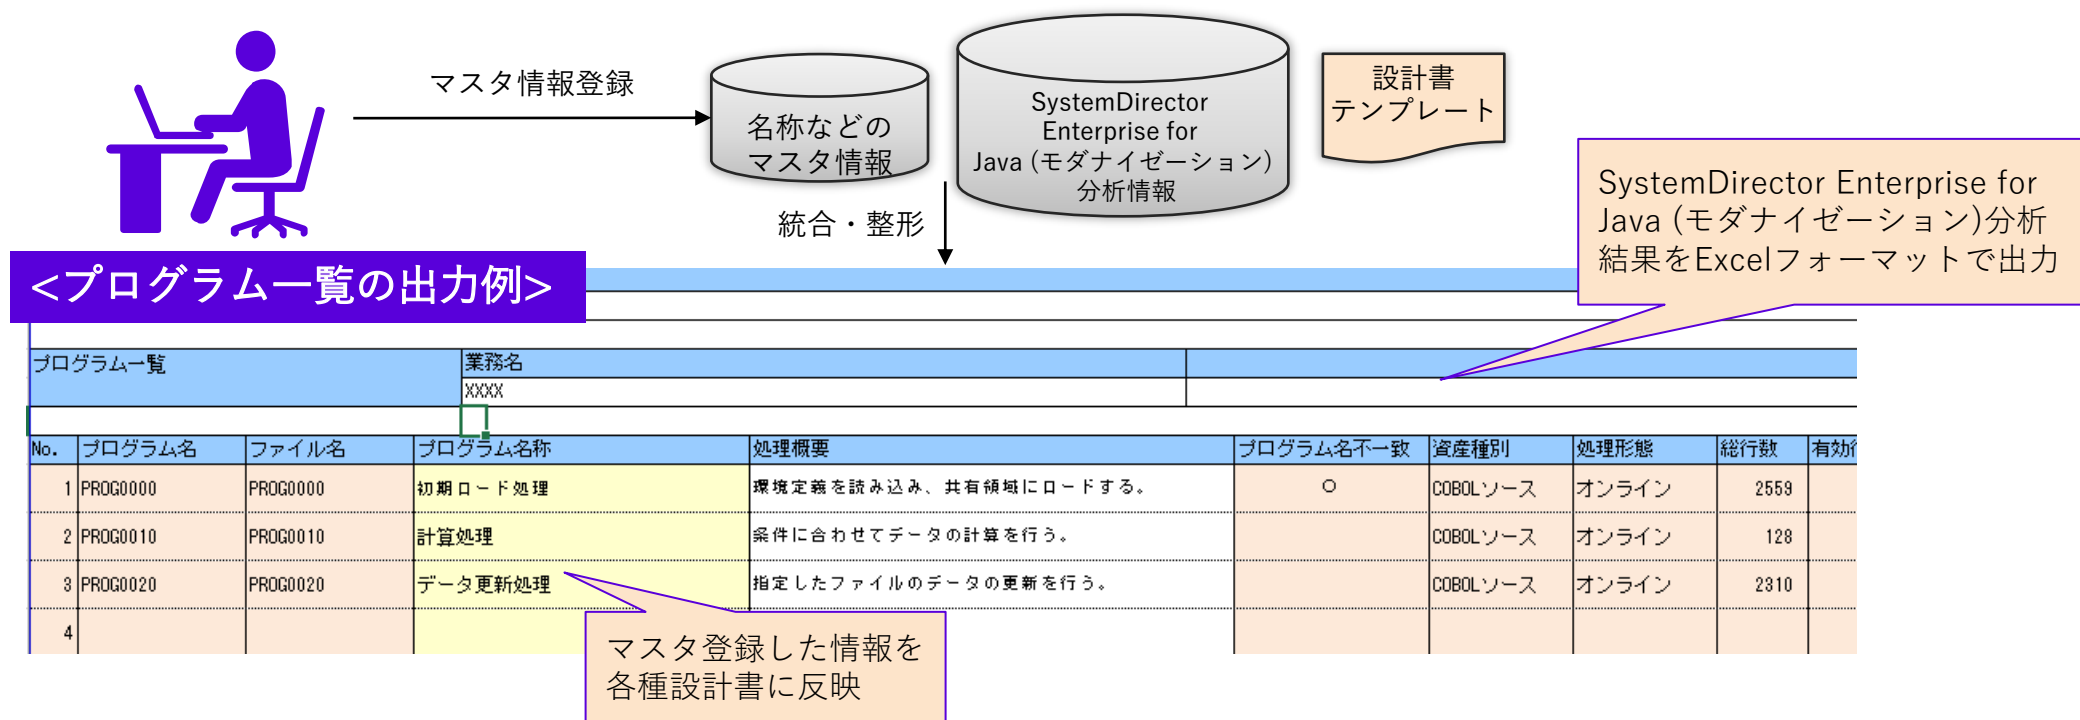 マスタ情報登録
名称などの
マスタ情報
SystemDirector
Enterprise for
Java (モダナイゼーション)
分析情報
設計書
テンプレート
統合・整形
SystemDirector Enterprise for
Java (モダナイゼーション)分析
結果をExcelフォーマットで出力
<プログラム一覧の出力例>
プログラム一覧 業務名
XXXX
No. プログラム名 ファイル名 プログラム名称 処理概要 プログラム名不一致 資産種別 処理形態 総行数 有効行
1 PROG0000 PROG0000 初期ロード処理 環境定義を読み込み、共有領域にロードする。 ○ COBOLソース オンライン 2559
2 PROG0010 PROG0010 計算処理 条件に合わせてデータの計算を行う。 COBOLソース オンライン 128
3 PROG0020 PROG0020 データ更新処理 指定したファイルのデータの更新を行う。 COBOLソース オンライン 2310
4
マスタ登録した情報を
各種設計書に反映